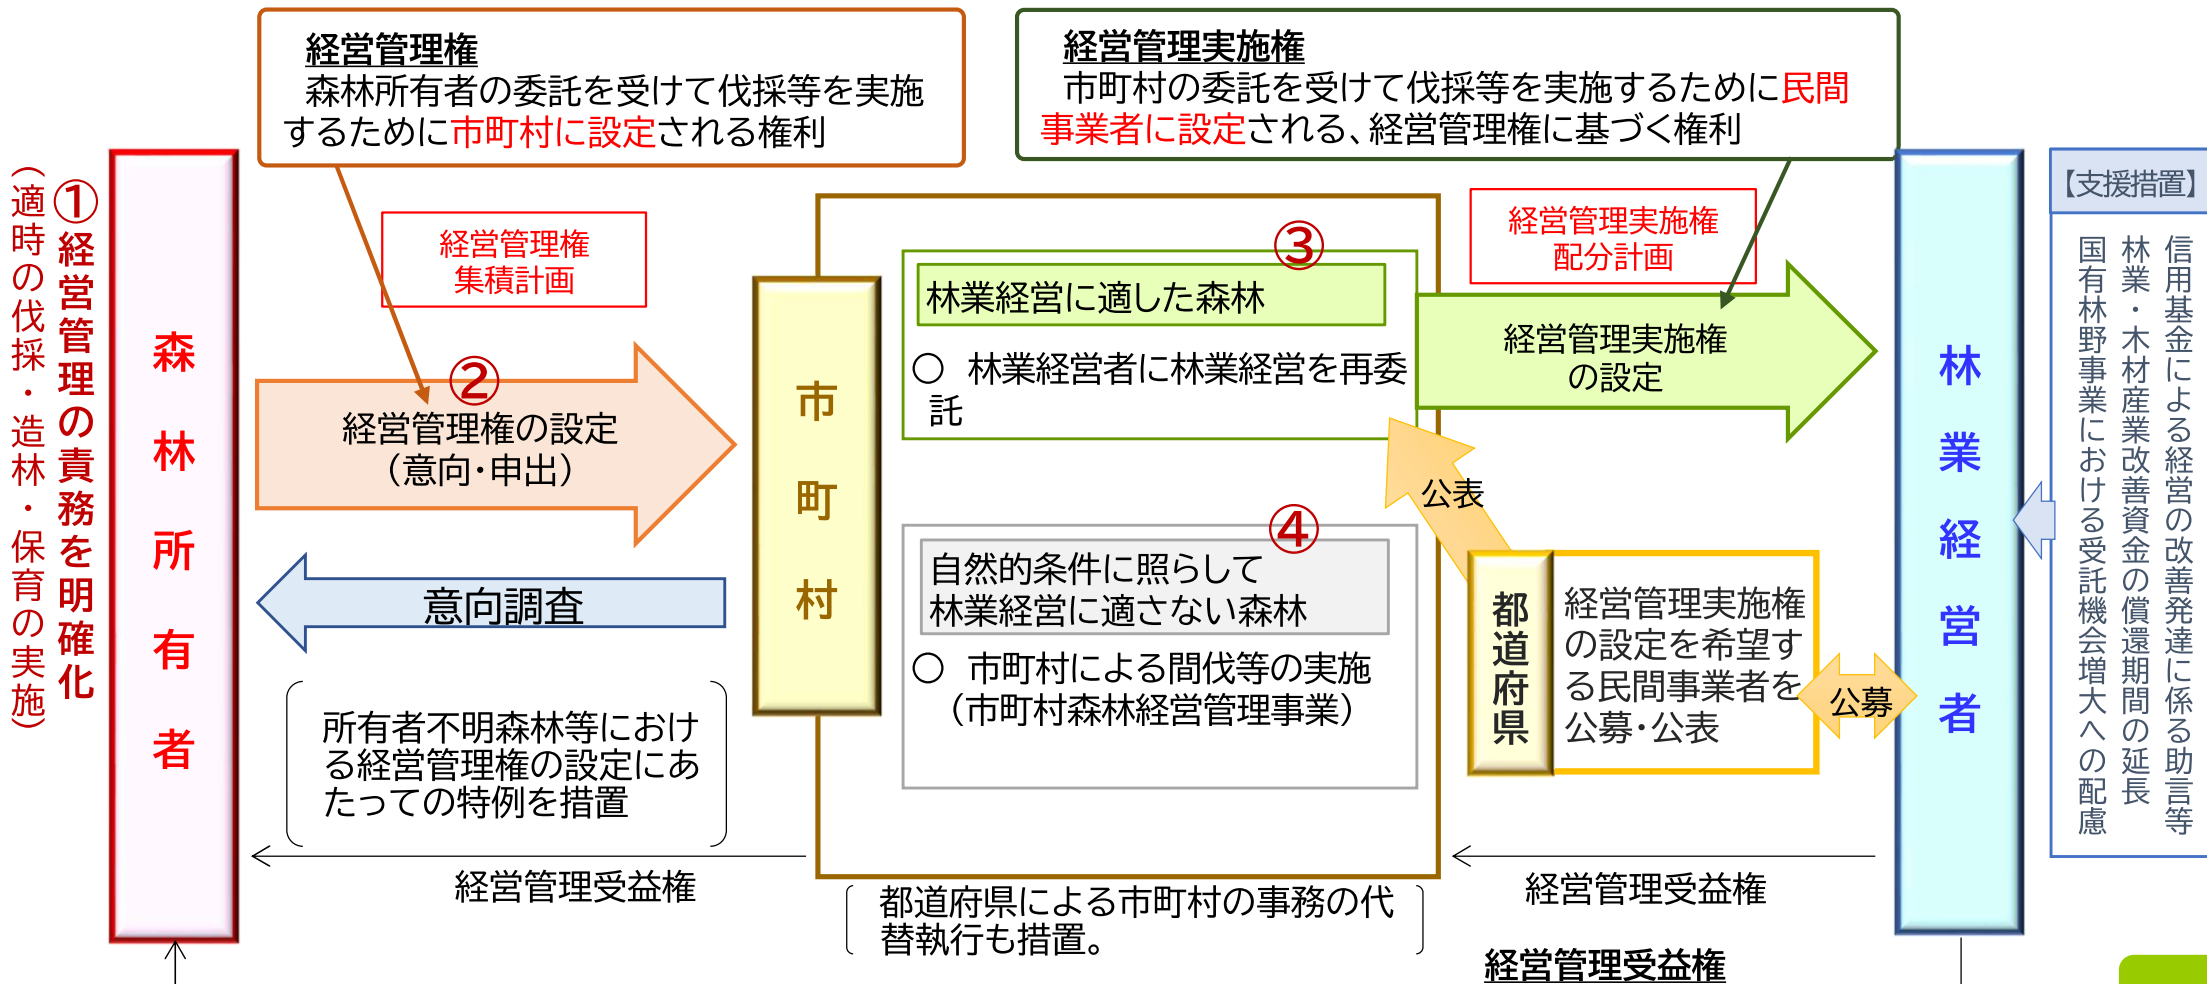 経営管理権
森林所有者の委託を受けて伐採等を実施
するために市町村に設定される権利
経営管理実施権
市町村の委託を受けて伐採等を実施するために民間
事業者に設定される、経営管理権に基づく権利
①経営管理の責務を明確化
（適時の伐採・造林・保育の実施）
森林所有者
経営管理権
集積計画
②
経営管理権の設定
（意向・申出）
意向調査
所有者不明森林等におけ
る経営管理権の設定にあ
たっての特例を措置
経営管理受益権
市町村
③
林業経営に適した森林
○ 林業経営者に林業経営を再委
託
④
自然的条件に照らして
林業経営に適さない森林
○ 市町村による間伐等の実施
（市町村森林経営管理事業）
都道府県による市町村の事務の代
替執行も措置。
経営管理実施権
配分計画
経営管理実施権
の設定
公表
都道府県
経営管理実施権
の設定を希望す
る民間事業者を
公募・公表
公募
経営管理受益権
経営管理受益権
林業経営者
【支援措置】
信用基金による経営の改善発達に係る助言等
林業・木材産業改善資金の償還期間の延長
国有林野事業における受託機会増大への配慮